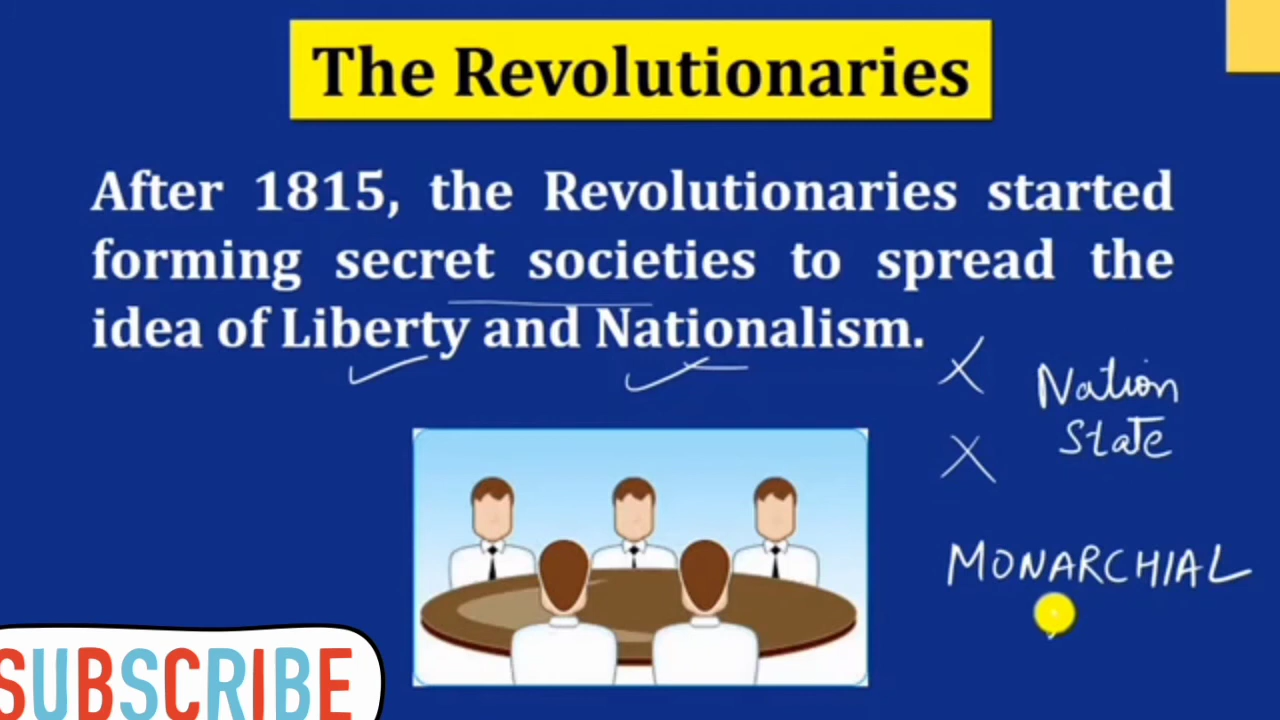 The Revolutionaries
After 1815, the Revolutionaries started
forming secret societies to spread the
idea of Liberty and Nationalism.
Nation
State
MONARCHIAL
SUBSCRIBE